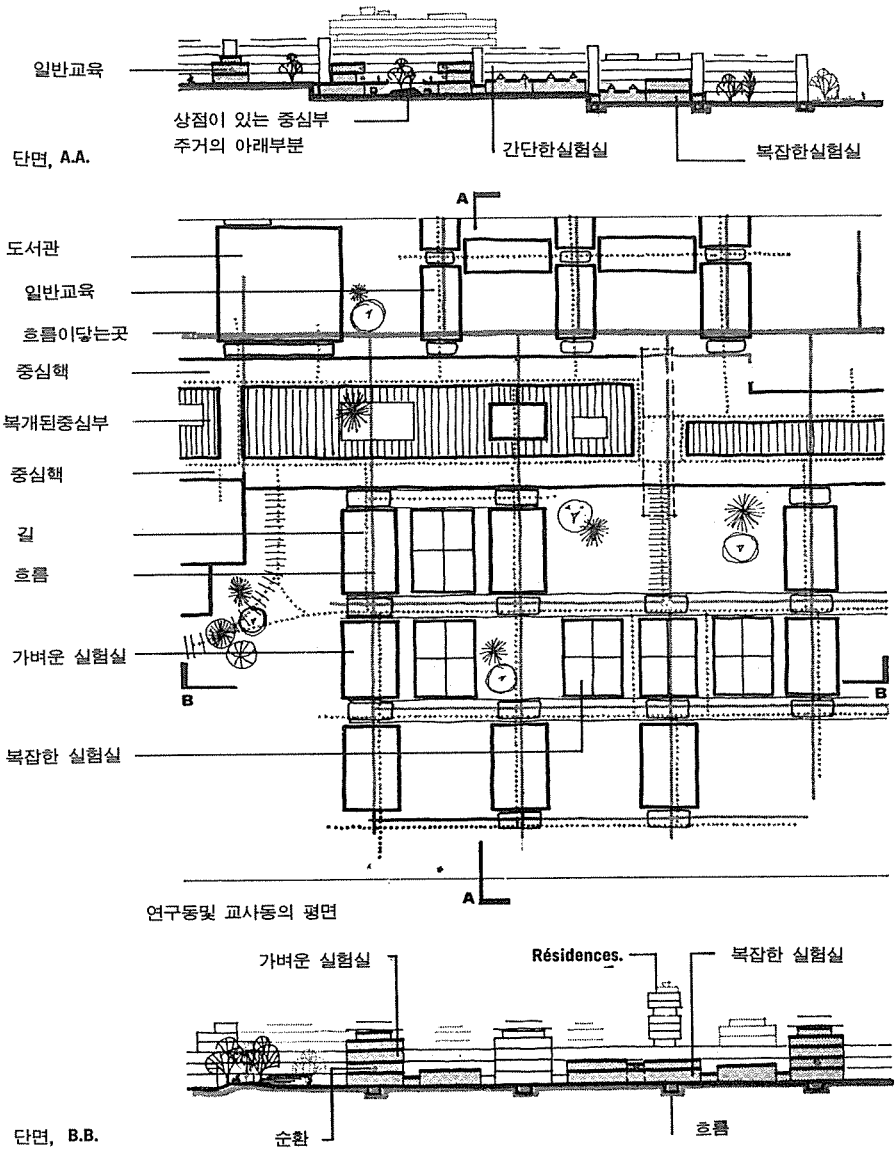 일반교육
상점이 있는 중심부
주거의 아래부분
간단한실험실
복잡한실험실
단면, A.A.
A
도서관
일반교육
흐름이닿는곳
중심핵
복개된중심부
중심핵
길
흐름
가벼운 실험실
B
B
복잡한 실험실
A
연구동및 교사동의 평면
가벼운 실험실
Résidences.
복잡한 실험실
단면, B.B.
순환
흐름